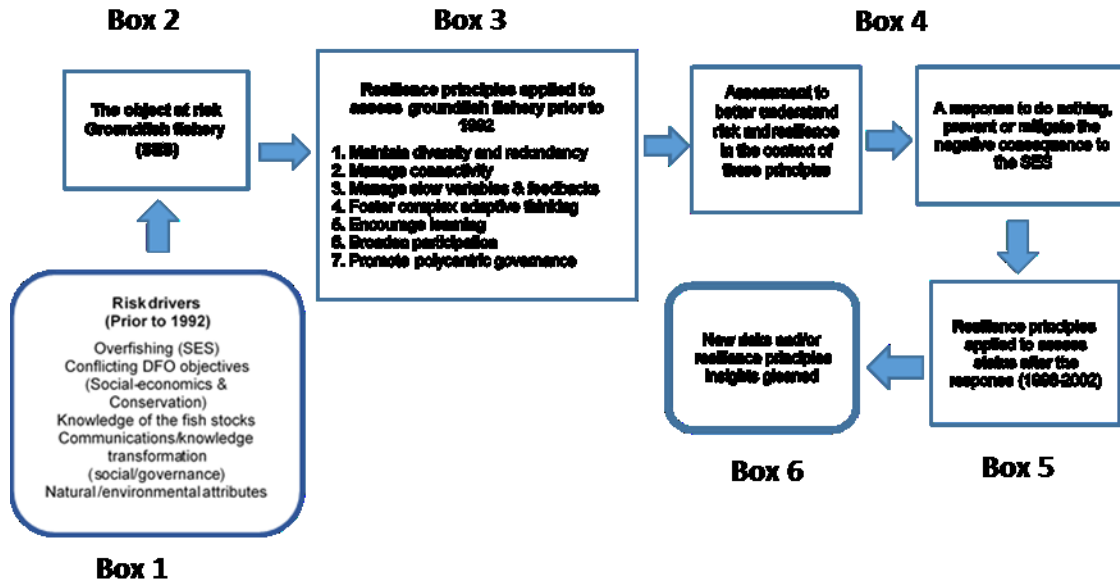 Box 2
Box 3
Box 4
The object at risk
Groundfish fishery
(SES)
Resilience principles applied to
assess groundfish fishery prior to
1992
1. Maintain diversity and redundancy
2. Manage connectivity
3. Manage slow variables & feedbacks
4. Foster complex adaptive thinking
5. Encourage learning
6. Broaden participation
7. Promote polycentric governance
Assessment to
better understand
risk and resilience
in the context of
these principles
A response to do nothing,
prevent or mitigate the
negative consequence to
the SES
Risk drivers
(Prior to 1992)
Overfishing (SES)
Conflicting DFO objectives
(Social-economics &
Conservation)
Knowledge of the fish stocks
Communications/knowledge
transformation
(social/governance)
Natural/environmental attributes
New risks and/or
resilience principles
insights gleaned
Resilience principles
applied to assess
status after the
response (-2002)
Box 6
Box 5
Box 1